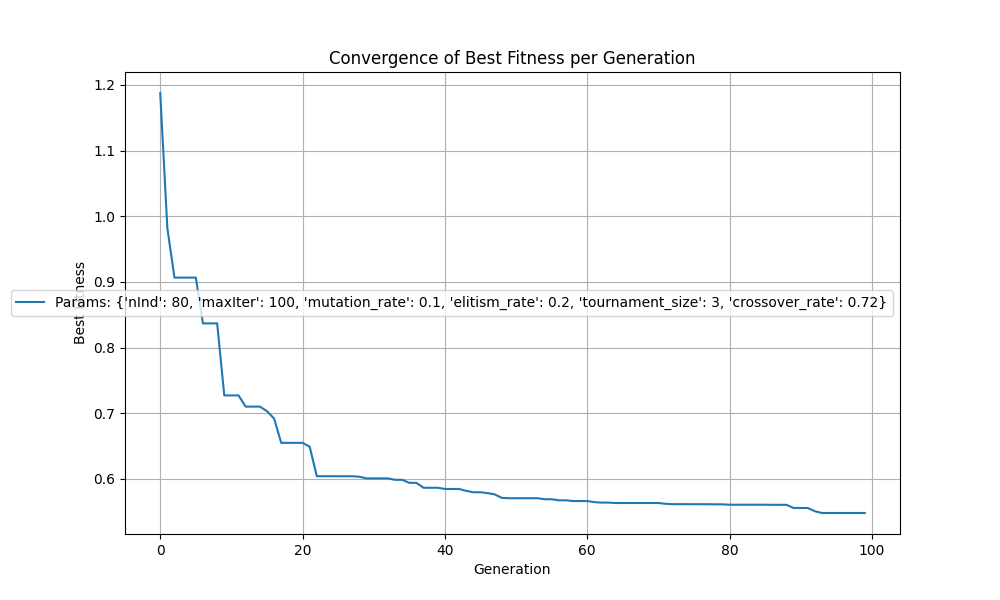 Convergence of Best Fitness per Generation
1.2
1.1
1.0
0.9
0.8
0.7
0.6
Best
Params: {'nInd': 80, 'maxIter': 100, 'mutation_rate': 0.1, 'elitism_rate': 0.2, 'tournament_size': 3, 'crossover_rate': 0.72}
0 20 40 60 80 100
Generation